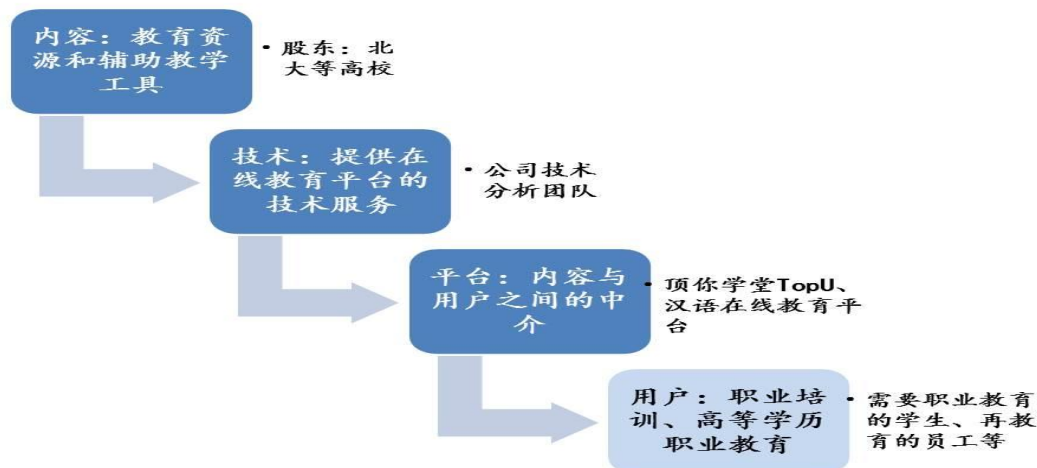 内容：教育资
源和辅助教学
工具
• 股东：北
大等高校
技术：提供在
线教育平台的
技术服务
• 公司技术
分析团队
平台：内容与
用户之间的中
介
• 顶你学堂TopU、
汉语在线教育平
台
用户：职业培
训、高等学历
职业教育
• 需要职业教育
的学生、再教
育的员工等